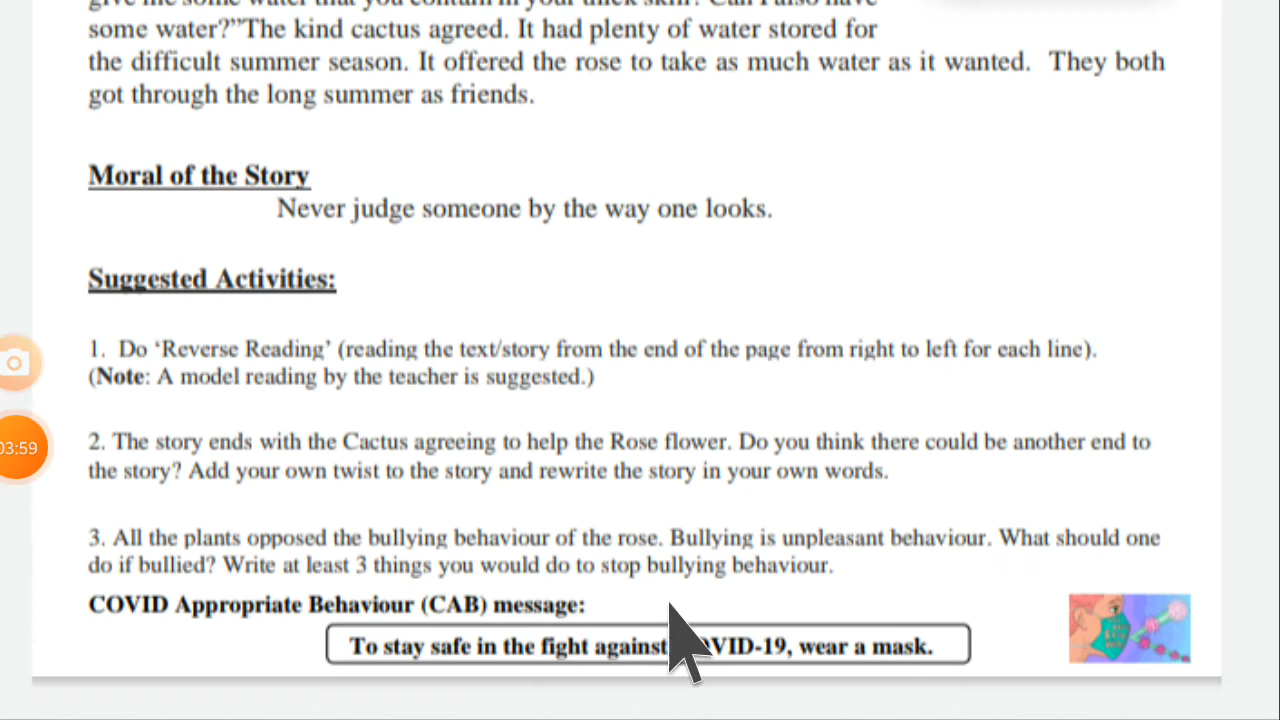 some water?”The kind cactus agreed. It had plenty of water stored for
the difficult summer season. It offered the rose to take as much water as it wanted. They both
got through the long summer as friends.
Moral of the Story
Never judge someone by the way one looks.
Suggested Activities:
1. Do ‘Reverse Reading’ (reading the text/story from the end of the page from right to left for each line).
(Note: A model reading by the teacher is suggested.)
03:59
2. The story ends with the Cactus agreeing to help the Rose flower. Do you think there could be another end to
the story? Add your own twist to the story and rewrite the story in your own words.
3. All the plants opposed the bullying behaviour of the rose. Bullying is unpleasant behaviour. What should one
do if bullied? Write at least 3 things you would do to stop bullying behaviour.
COVID Appropriate Behaviour (CAB) message:
To stay safe in the fight against VID-19, wear a mask.